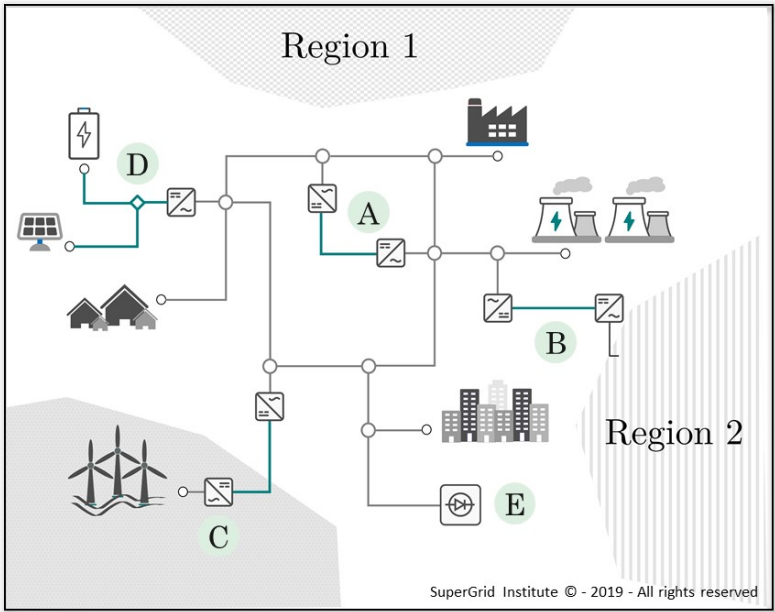 Region 1
D
A
B
Region 2
E
C
SuperGrid Institute © - 2019 - All rights reserved